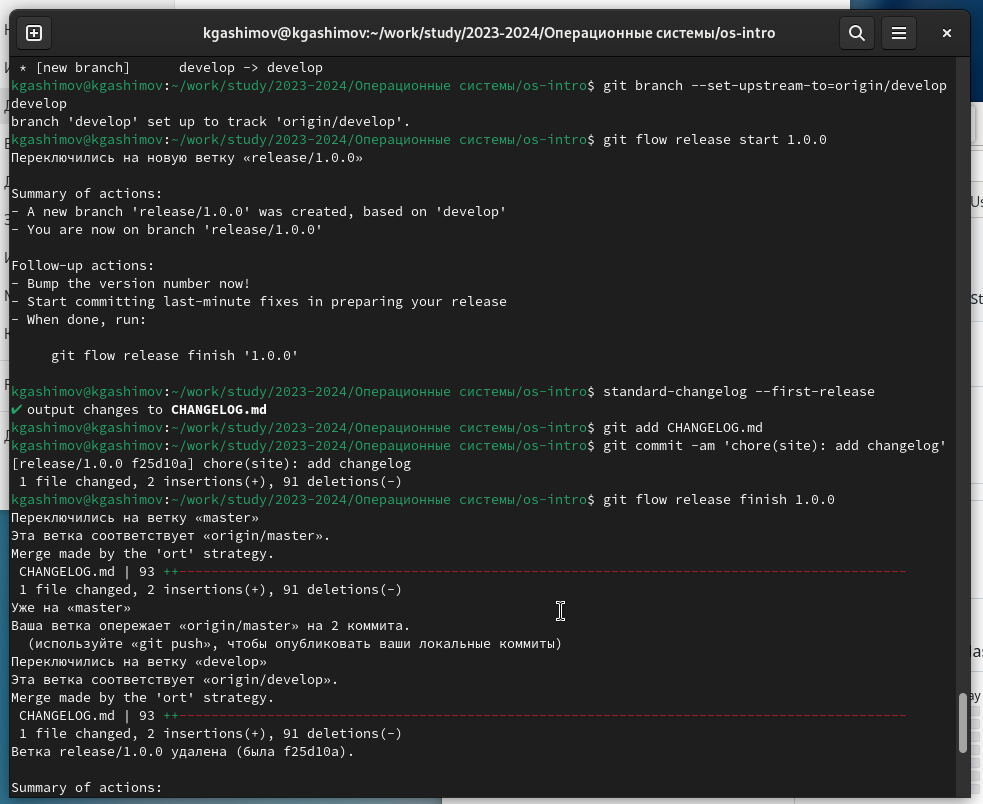 kgashimov@kgashimov:~/work/study/2023-2024/Операционные системы/os-intro
* [new branch]      develop -> develop
kgashimov@kgashimov:~/work/study/2023-2024/Операционные системы/os-intro$ git branch --set-upstream-to=origin/develop
develop
branch 'develop' set up to track 'origin/develop'.
kgashimov@kgashimov:~/work/study/2023-2024/Операционные системы/os-intro$ git flow release start 1.0.0
Переключились на новую ветку «release/1.0.0»
Summary of actions:
- A new branch 'release/1.0.0' was created, based on 'develop'
- You are now on branch 'release/1.0.0'
Follow-up actions:
- Bump the version number now!
- Start committing last-minute fixes in preparing your release
- When done, run:
     git flow release finish '1.0.0'
kgashimov@kgashimov:~/work/study/2023-2024/Операционные системы/os-intro$ standard-changelog --first-release
✔ output changes to CHANGELOG.md
kgashimov@kgashimov:~/work/study/2023-2024/Операционные системы/os-intro$ git add CHANGELOG.md
kgashimov@kgashimov:~/work/study/2023-2024/Операционные системы/os-intro$ git commit -am 'chore(site): add changelog'
[release/1.0.0 f25d10a] chore(site): add changelog
 1 file changed, 2 insertions(+), 91 deletions(-)
kgashimov@kgashimov:~/work/study/2023-2024/Операционные системы/os-intro$ git flow release finish 1.0.0
Переключились на ветку «master»
Эта ветка соответствует «origin/master».
Merge made by the 'ort' strategy.
 CHANGELOG.md | 93 ++-------------------------------------------------------------------------------------------
 1 file changed, 2 insertions(+), 91 deletions(-)
Уже на «master»
Ваша ветка опережает «origin/master» на 2 коммита.
  (используйте «git push», чтобы опубликовать ваши локальные коммиты)
Переключились на ветку «develop»
Эта ветка соответствует «origin/develop».
Merge made by the 'ort' strategy.
 CHANGELOG.md | 93 ++-------------------------------------------------------------------------------------------
 1 file changed, 2 insertions(+), 91 deletions(-)
Ветка release/1.0.0 удалена (была f25d10a).
Summary of actions: